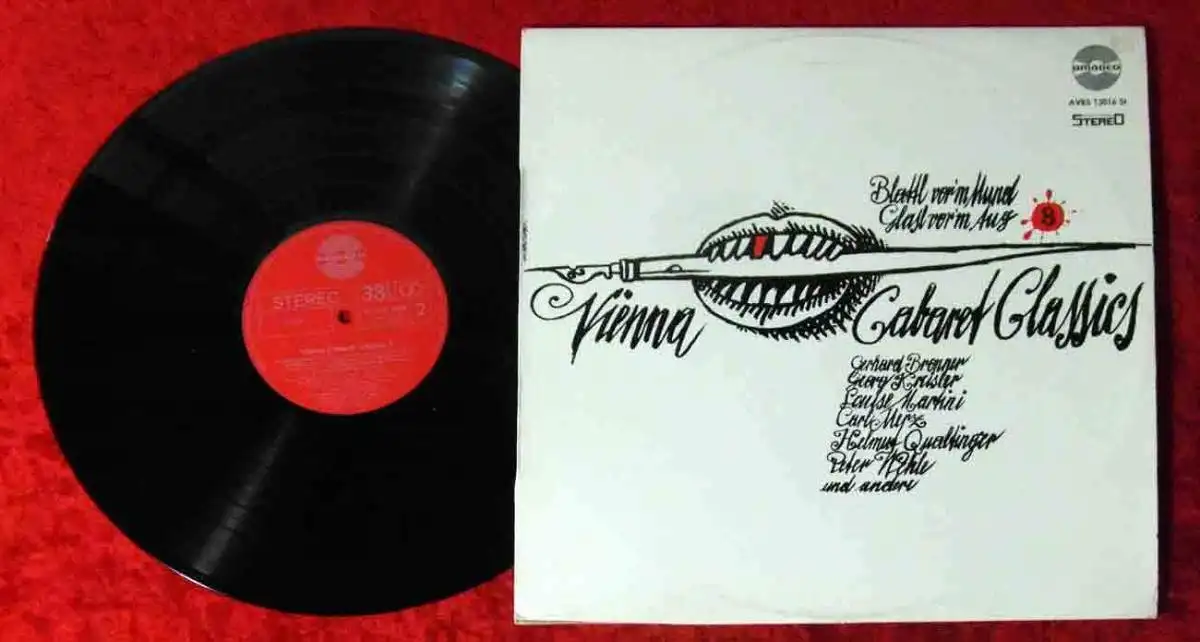 amadeo
AVRS 13016 St
STEREO
Blattl vor'm Mund
Glasl vor'm Aug
8
Vienna Cabaret Classics
Gerhard Bronner
Georg Kreisler
Louise Martini
Carl Merz
Helmut Qualtinger
Peter Wehle
und andere
STEREO 33
2